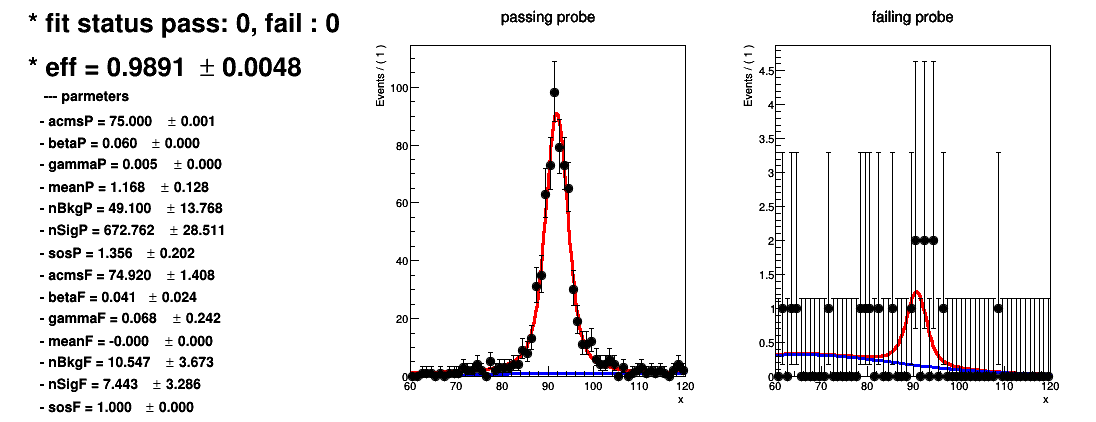 * fit status pass: 0, fail : 0
* eff = 0.9891 ± 0.0048
--- parmeters
- acmsP = 75.000 ± 0.001
- betaP = 0.060 ± 0.000
- gammaP = 0.005 ± 0.000
- meanP = 1.168 ± 0.128
- nBkgP = 49.100 ± 13.768
- nSigP = 672.762 ± 28.511
- sosP = 1.356 ± 0.202
- acmsF = 74.920 ± 1.408
- betaF = 0.041 ± 0.024
- gammaF = 0.068 ± 0.242
- meanF = -0.000 ± 0.000
- nBkgF = 10.547 ± 3.673
- nSigF = 7.443 ± 3.286
- sosF = 1.000 ± 0.000
passing probe
Events / ( 1 )
100
80
60
40
20
0
60 70 80 90 100 110 120
x
failing probe
Events / ( 1 )
4.5
4
3.5
3
2.5
2
1.5
1
0.5
0
60 70 80 90 100 110 120
x